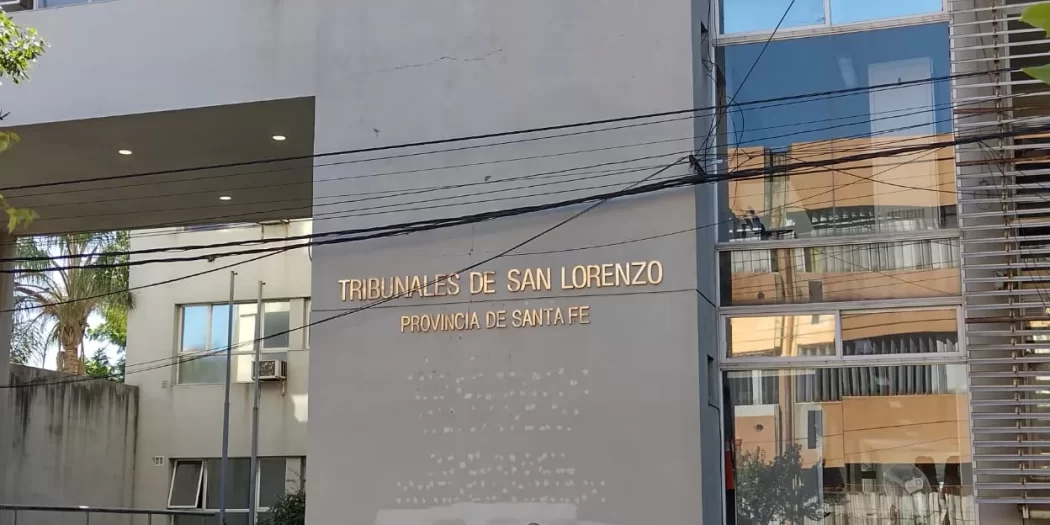 TRIBUNALES DE SAN LORENZO
PROVINCIA DE SANTA FE